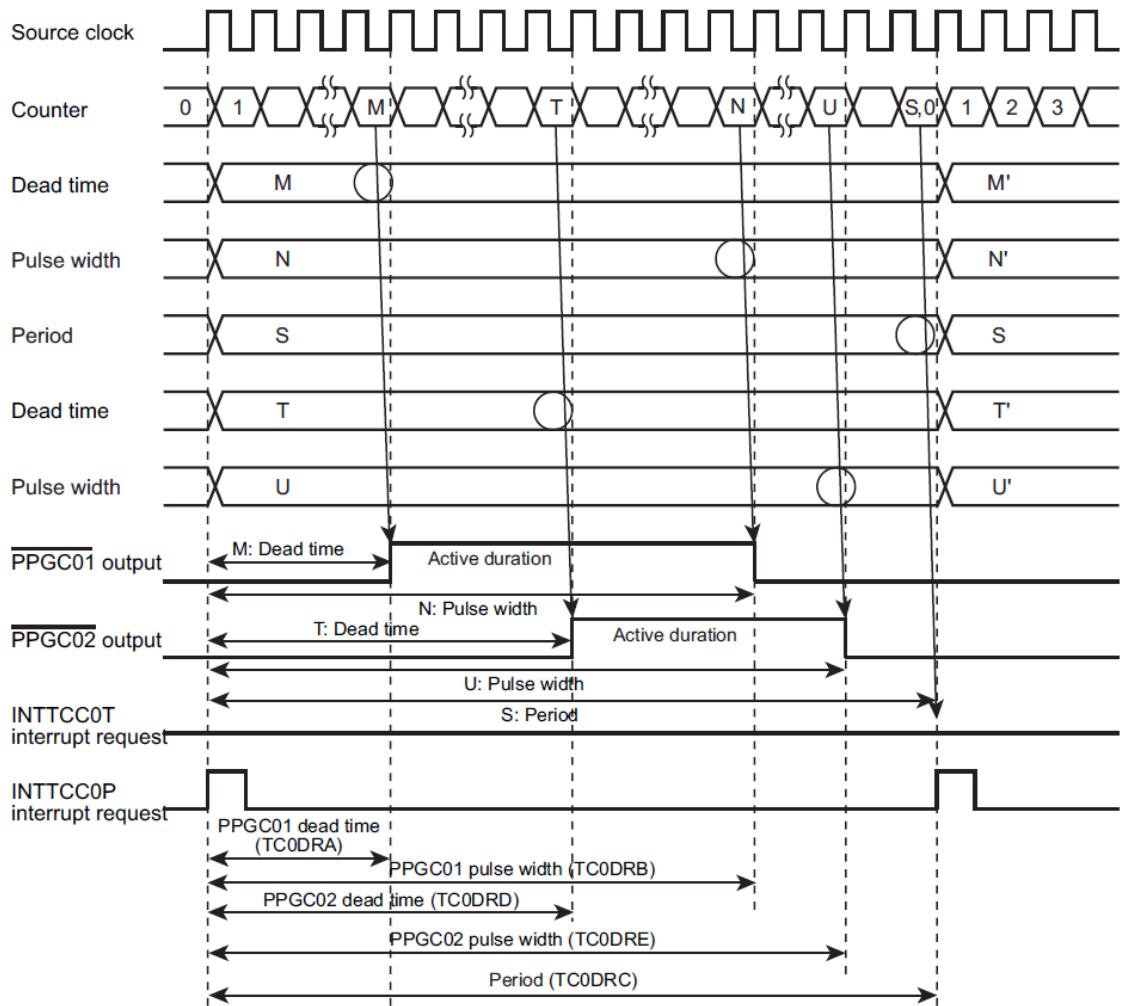 Source clock
Counter 0 1 M T N U S,0 1 2 3
Dead time M M'
Pulse width N N'
Period S S
Dead time T T'
Pulse width U U'
PPGC01 output M: Dead time Active duration
N: Pulse width
PPGC02 output T: Dead time Active duration
U: Pulse width
S: Period
INTTCC0T
interrupt request
INTTCC0P
interrupt request
PPGC01 dead time
(TC0DRA)
PPGC01 pulse width (TC0DRB)
PPGC02 dead time (TC0DRD)
PPGC02 pulse width (TC0DRE)
Period (TC0DRC)